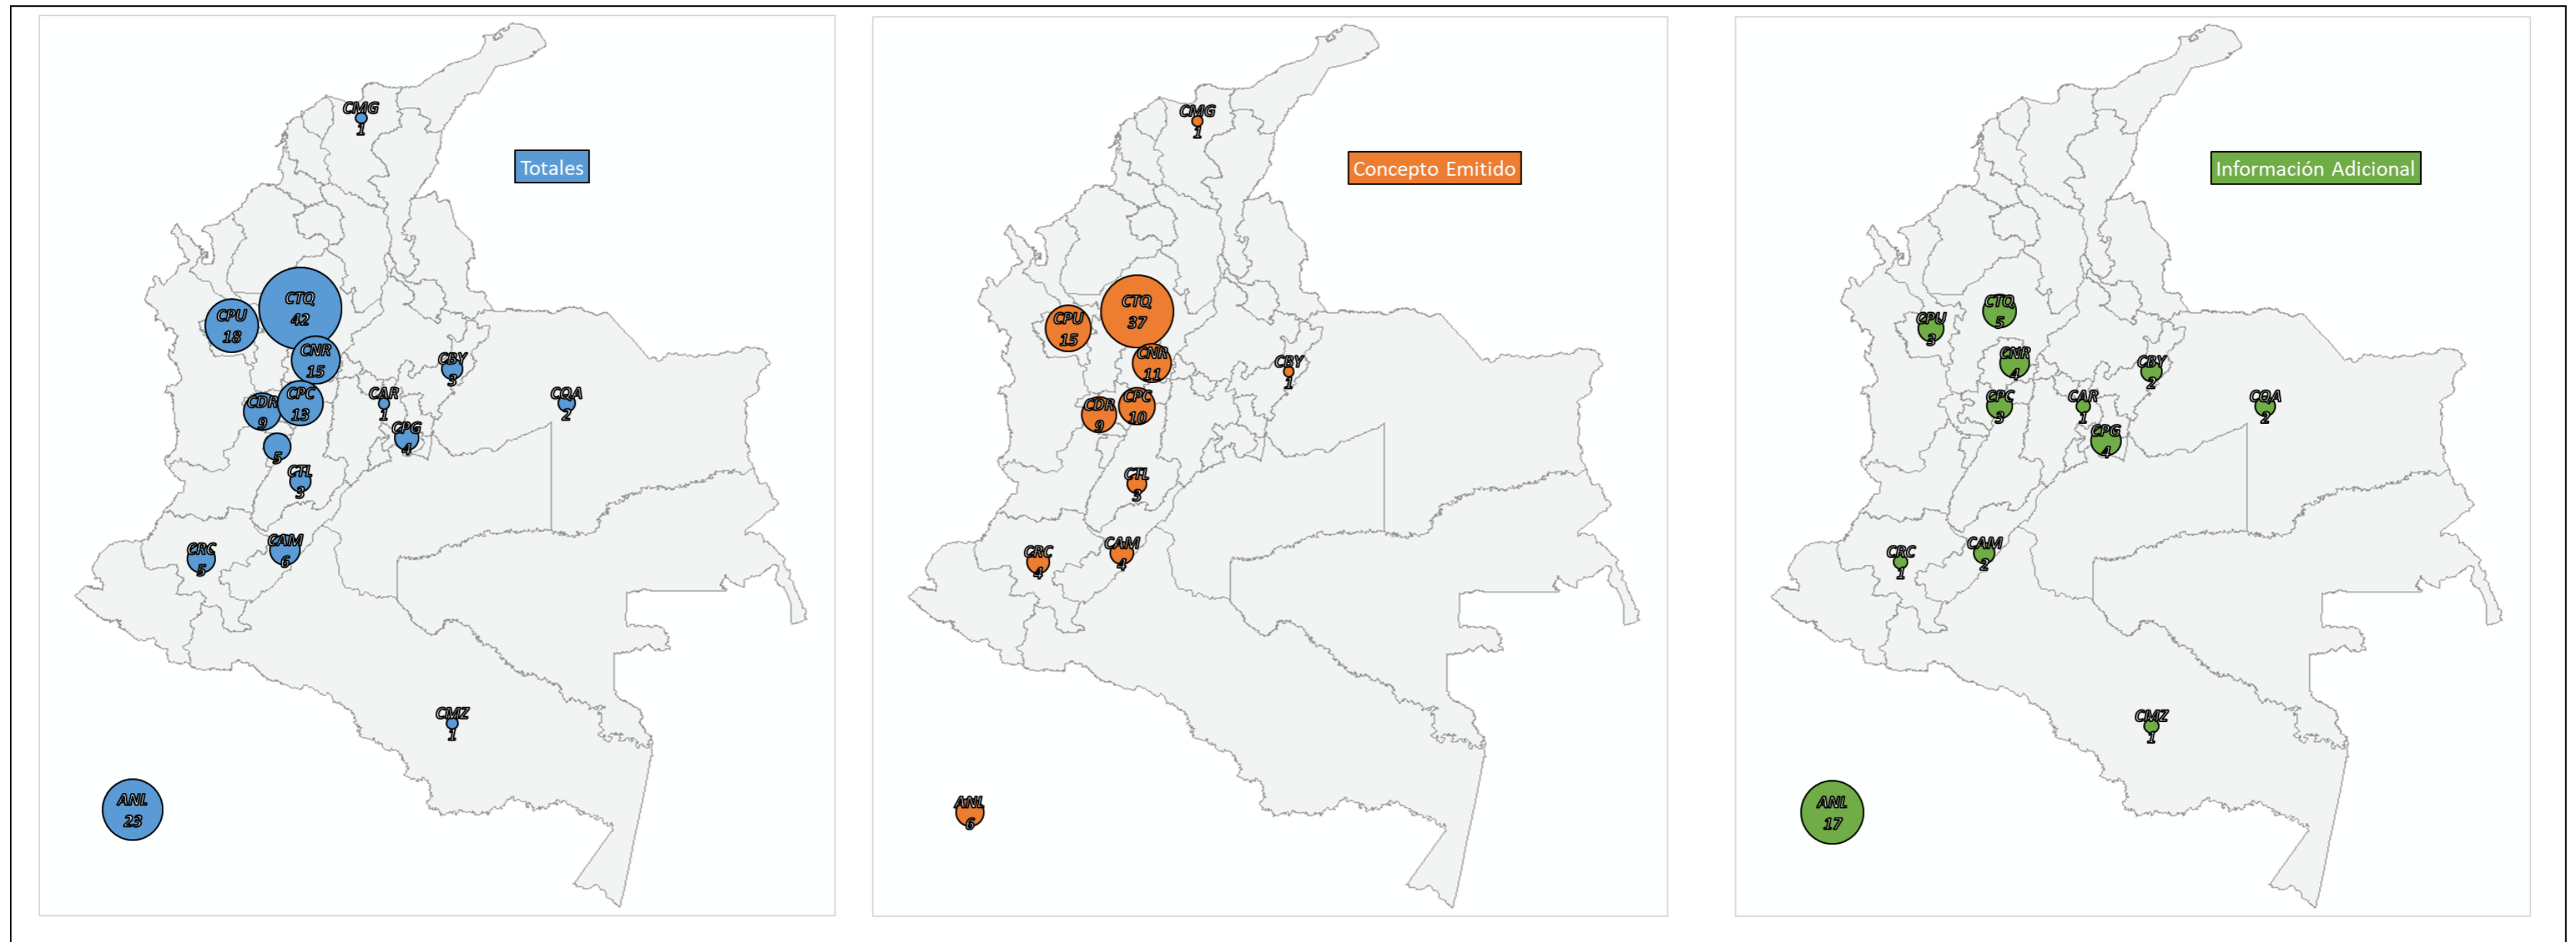 CMG
1
Totales
CTQ
42
CPU
18
CNR
15
CBY
3
CAR
1
CQA
2
CPC
13
CDR
9
CPG
4
5
CTL
3
CAM
6
CRC
5
CMZ
1
ANL
23
CMG
1
Concepto Emitido
CTQ
37
CPU
15
CNR
11
CBY
1
CPC
10
CDR
9
CTL
3
CAM
4
CRC
4
ANL
6
Información Adicional
CTQ
5
CPU
3
CNR
4
CBY
2
CPC
3
CAR
1
CQA
2
CPG
4
CAM
2
CRC
1
CMZ
1
ANL
17